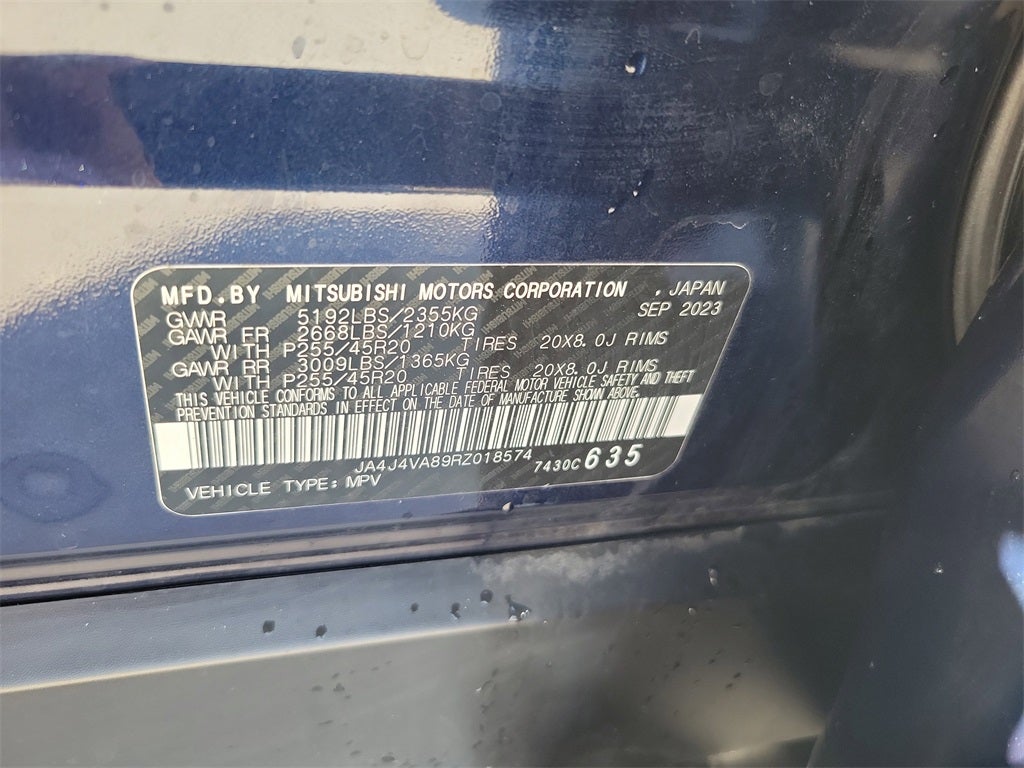 MFD.BY MITSUBISHI MOTORS CORPORATION , JAPAN
GVWR 5192LBS/2355KG SEP 2023
GAWR FR 2668LBS/1210KG
WITH P255/45R20 TIRES 20X8.0J RIMS
GAWR RR 3009LBS/1365KG
WITH P255/45R20 TIRES 20X8.0J RIMS
THIS VEHICLE CONFORMS TO ALL APPLICABLE FEDERAL MOTOR VEHICLE SAFETY AND THEFT
PREVENTION STANDARDS IN EFFECT ON THE DATE OF MANUFACTURE SHOWN ABOVE.
JA4J4VA89RZ018574 7430C635
VEHICLE TYPE: MPV